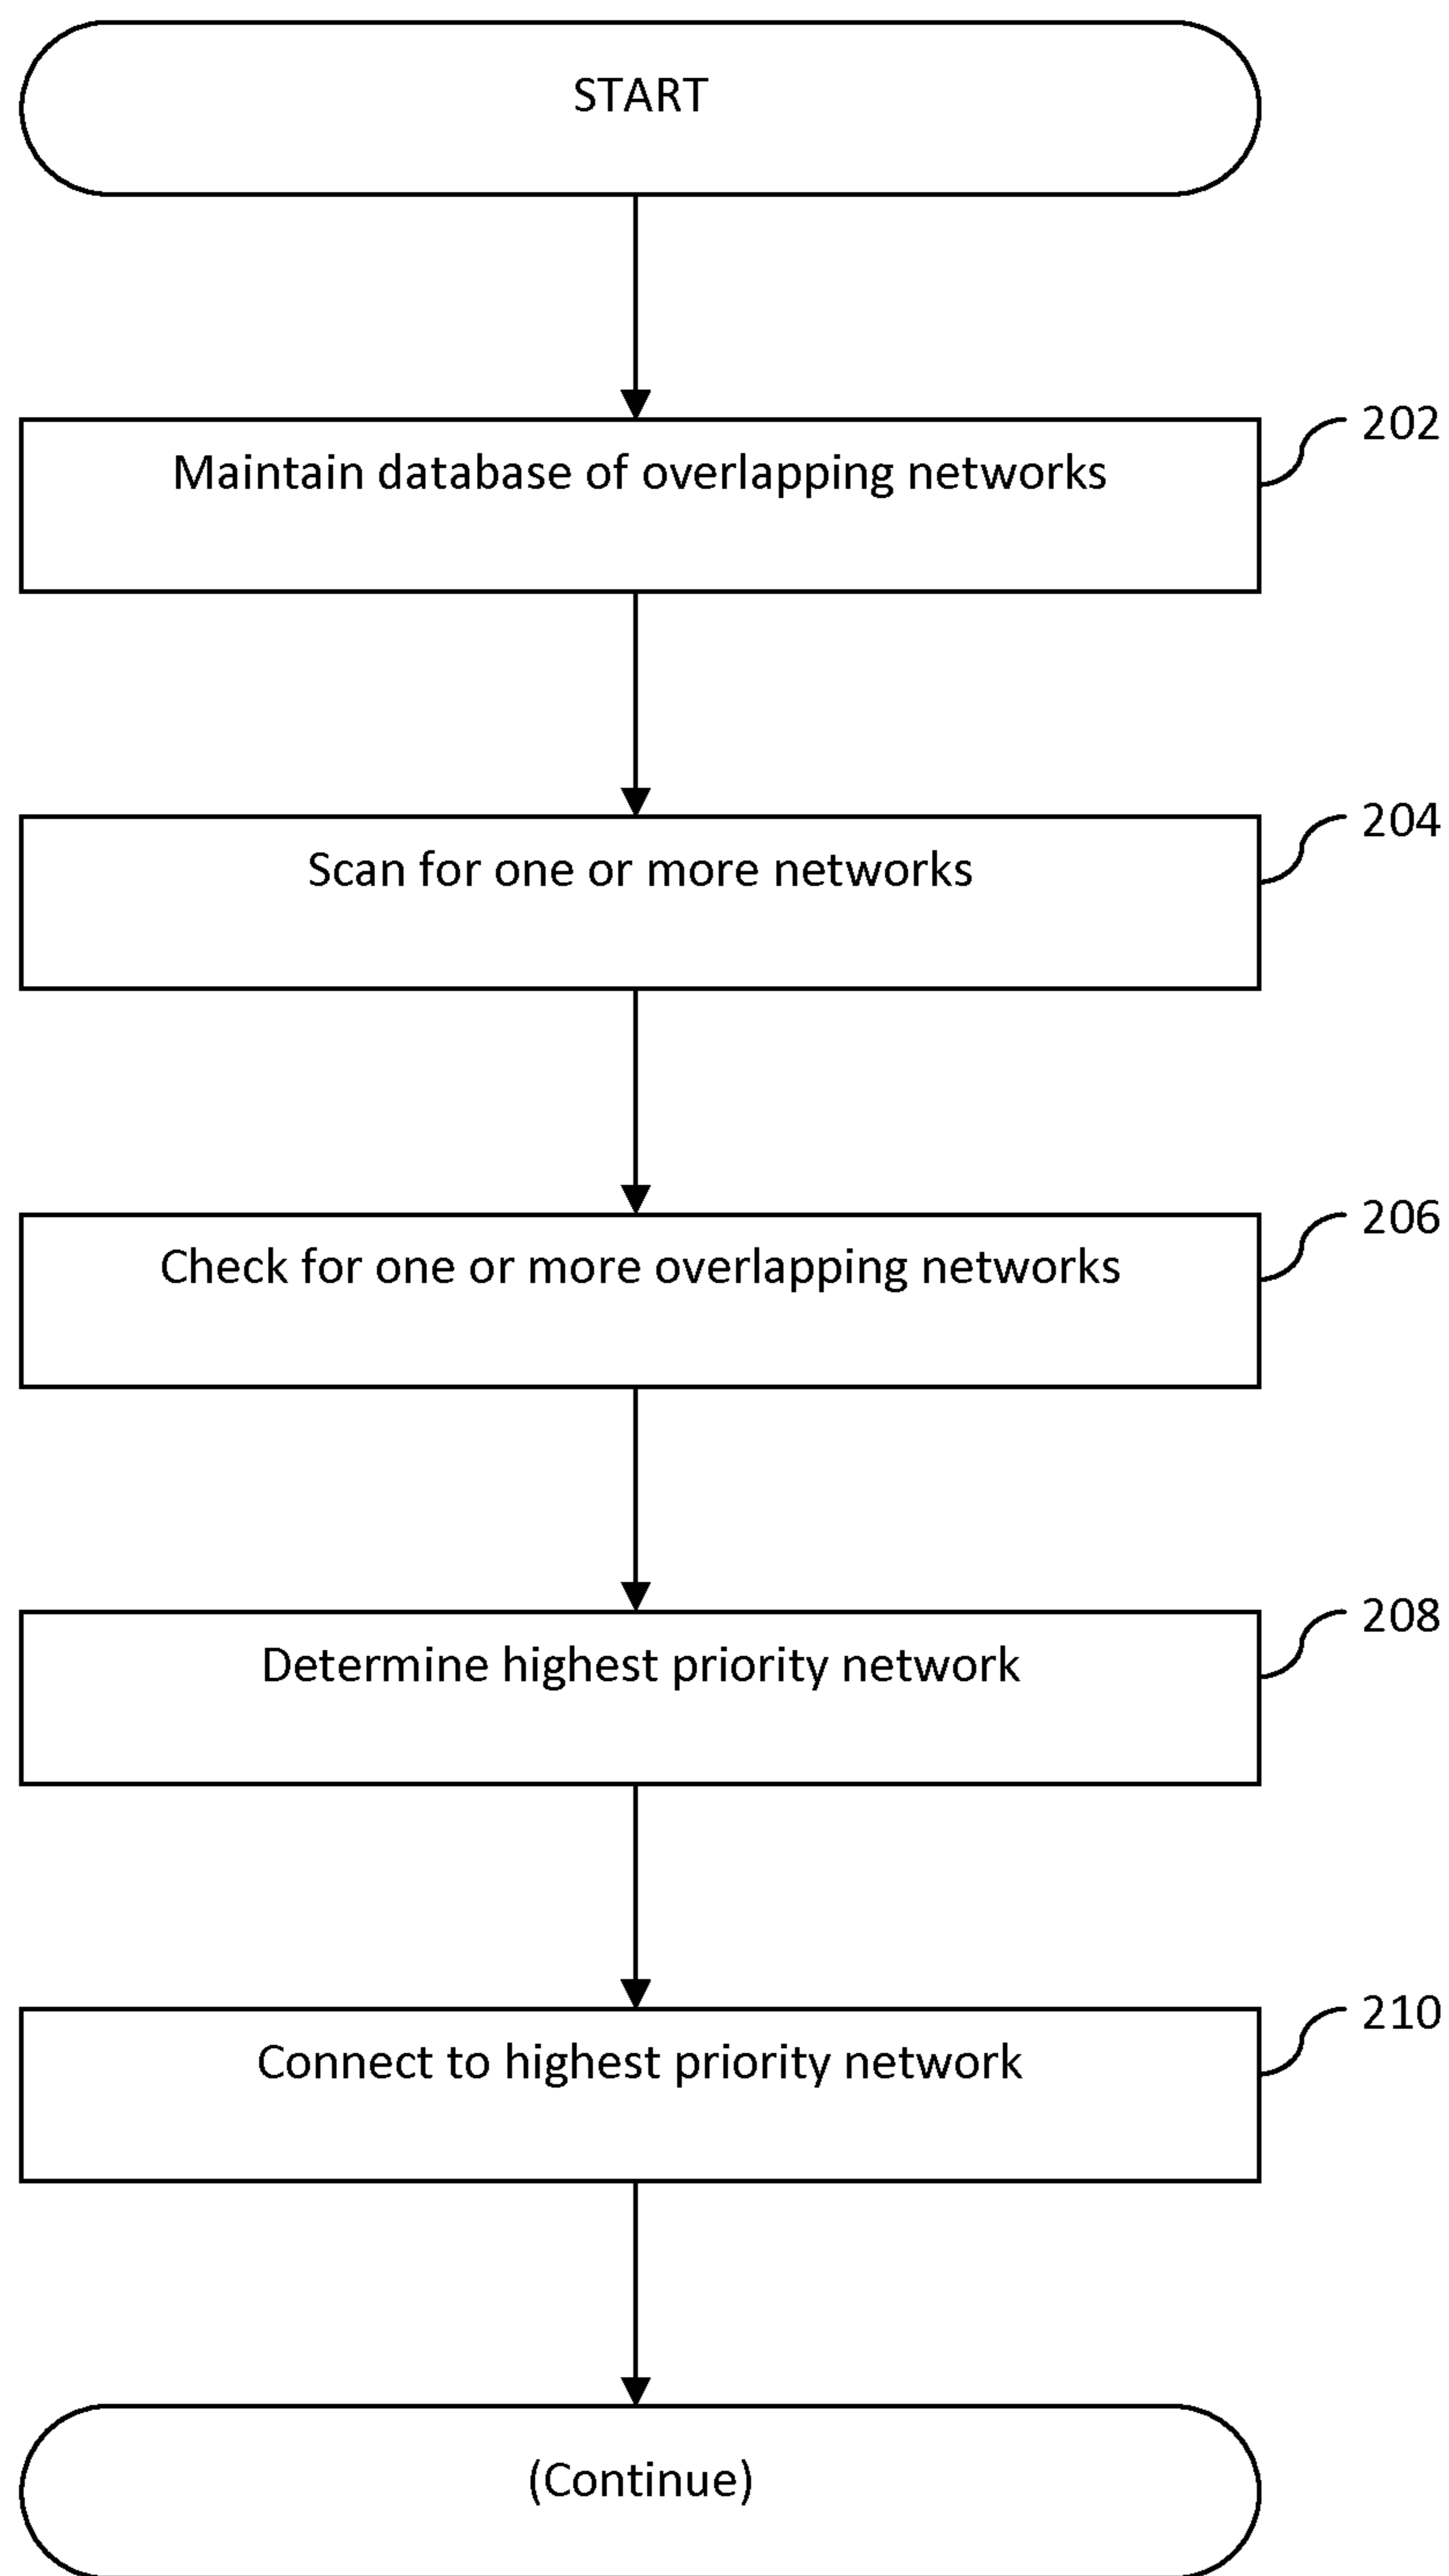 START
Maintain database of overlapping networks
202
Scan for one or more networks
204
Check for one or more overlapping networks
206
Determine highest priority network
208
Connect to highest priority network
210
(Continue)